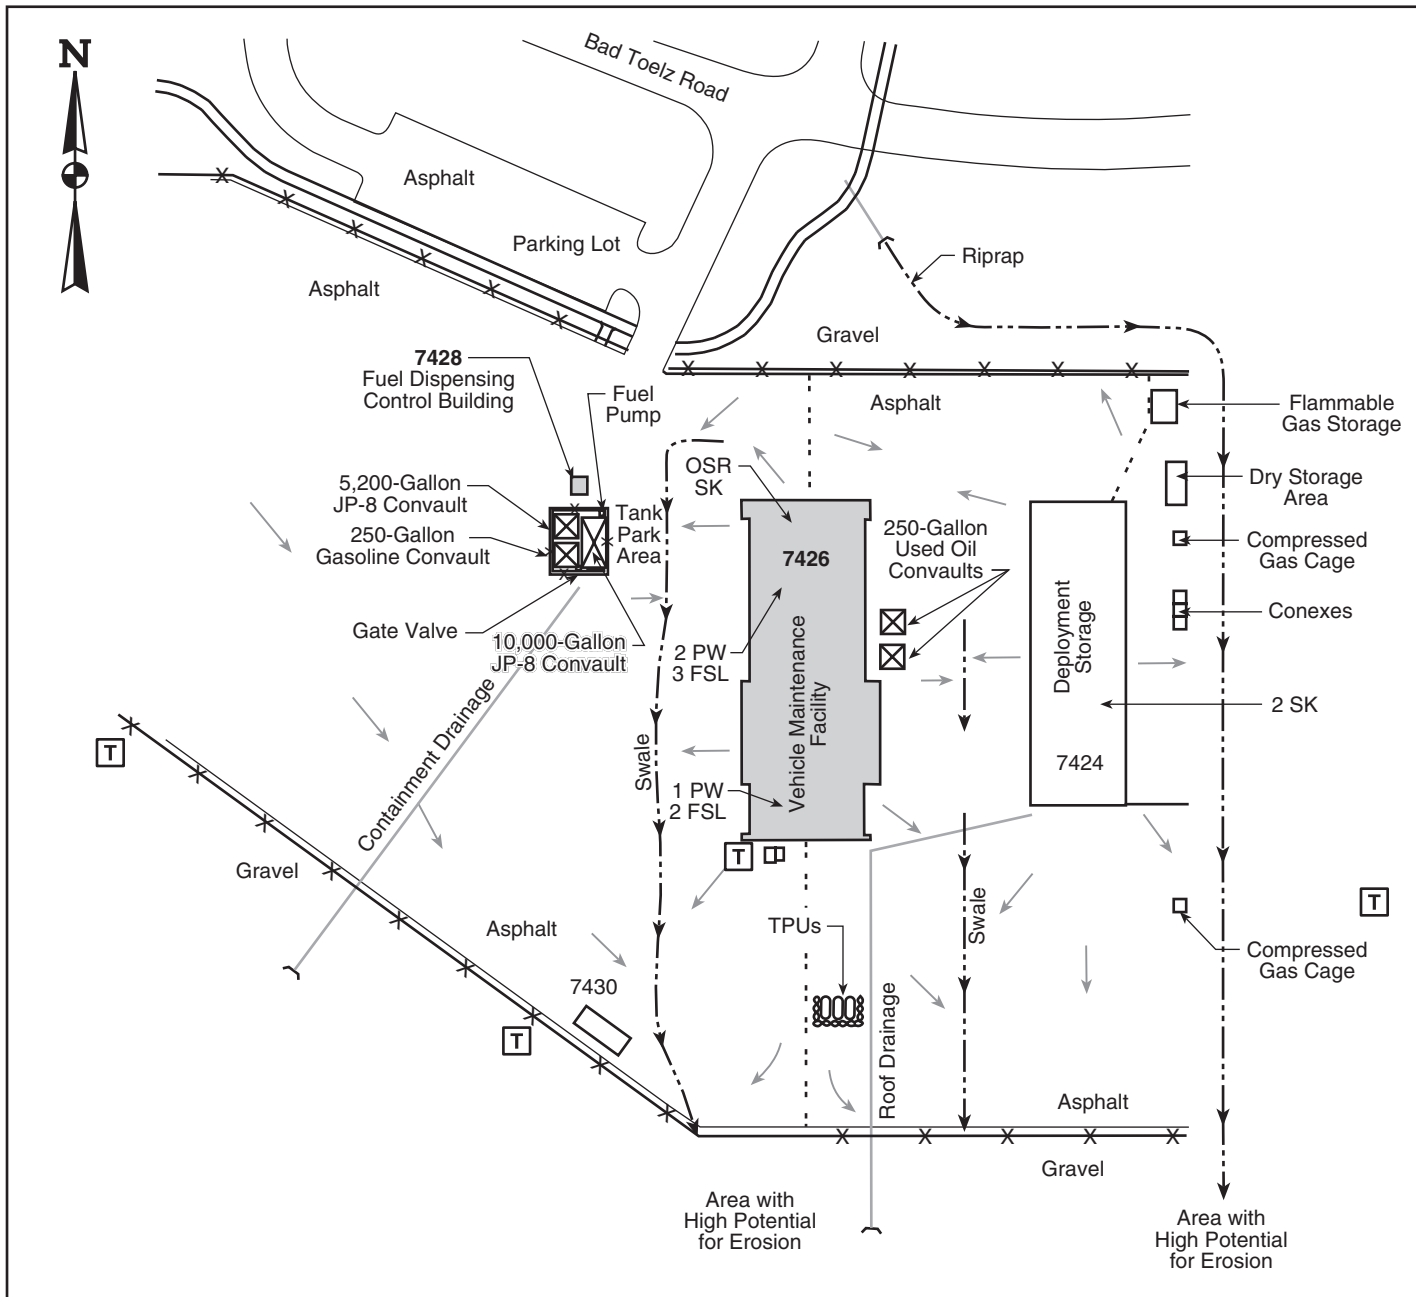 N
Bad Toelz Road
Asphalt
Parking Lot
Asphalt
Riprap
Gravel
7428
Fuel Dispensing
Control Building
Fuel
Pump
Asphalt
Flammable
Gas Storage
OSR
SK
5,200-Gallon
JP-8 Convault
Tank
Park
Area
250-Gallon
Gasoline Convault
250-Gallon
Used Oil
Convaults
Dry Storage
Area
7426
Compressed
Gas Cage
Conexes
Gate Valve
10,000-Gallon
JP-8 Convault
2 PW
3 FSL
Vehicle Maintenance
Facility
Deployment
Storage
2 SK
7424
Containment Drainage
Swale
T
1 PW
2 FSL
T
Gravel
T
Asphalt
TPUs
Swale
Compressed
Gas Cage
7430
T
Roof Drainage
Asphalt
Gravel
Area with
High Potential
for Erosion
Area with
High Potential
for Erosion